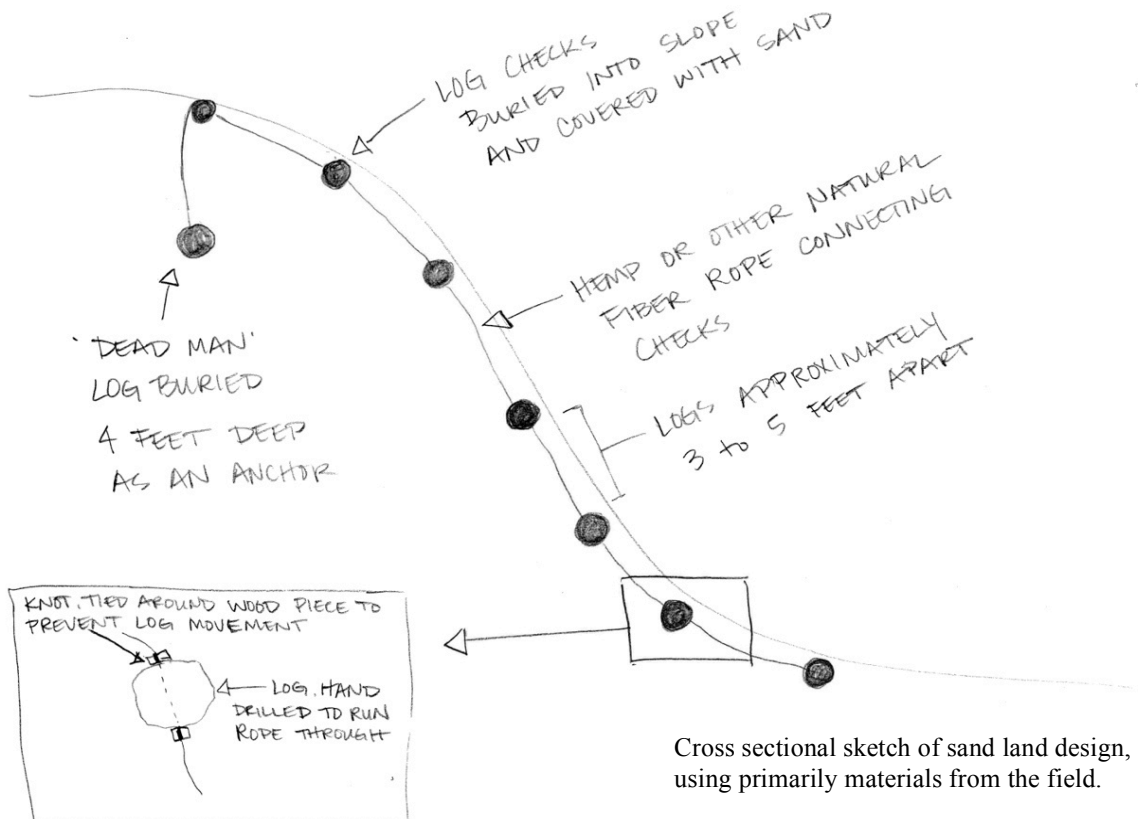 LOG CHECKS
BURIED INTO SLOPE
AND COVERED WITH SAND
HEMP OR OTHER NATURAL
FIBER ROPE CONNECTING
CHECKS
LOGS APPROXIMATELY
3 to 5 FEET APART
'DEAD MAN'
LOG BURIED
4 FEET DEEP
AS AN ANCHOR
KNOT, TIED AROUND WOOD PIECE TO
PREVENT LOG MOVEMENT
LOG, HAND
DRILLED TO RUN
ROPE THROUGH
Cross sectional sketch of sand land design,
using primarily materials from the field.